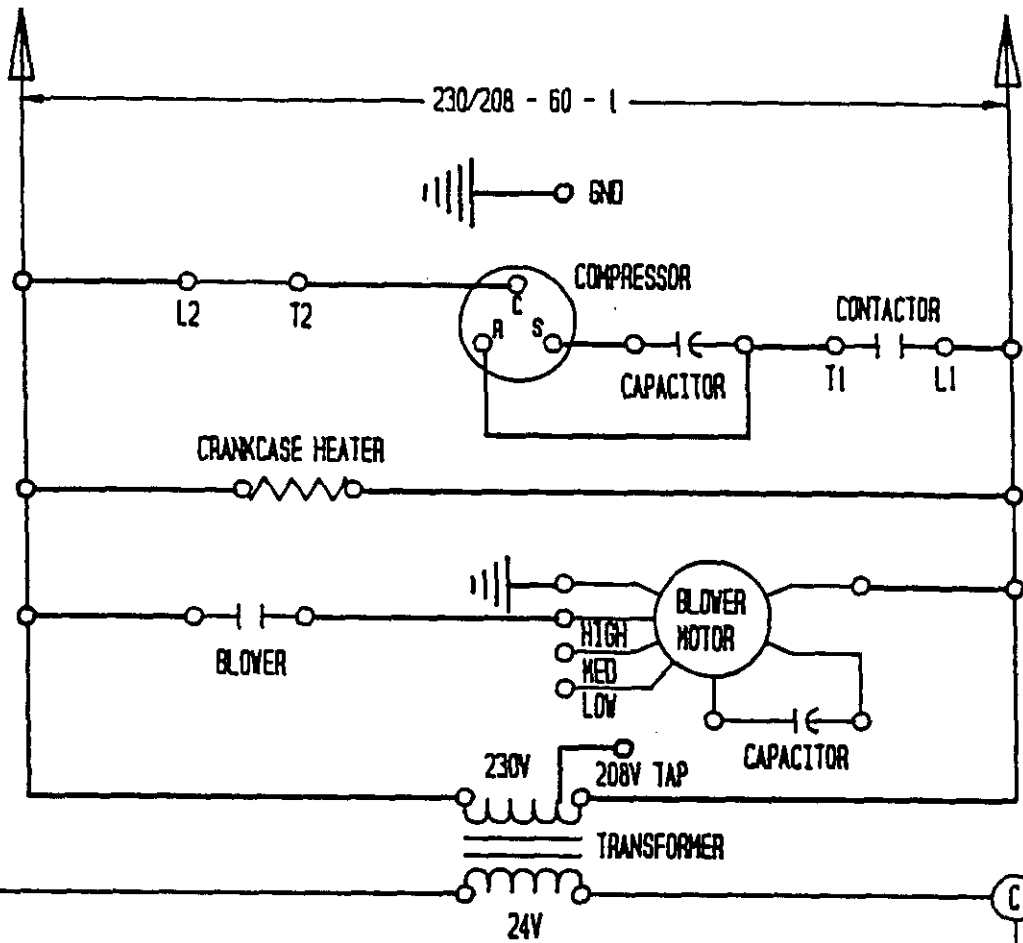 230/208 - 60 - 1
GND
COMPRESSOR
C
R S
L2 T2
CONTACTOR
CAPACITOR
T1 L1
CRANKCASE HEATER
BLOWER
MOTOR
HIGH
MED
LOW
BLOWER
CAPACITOR
230V
208V TAP
TRANSFORMER
24V
C